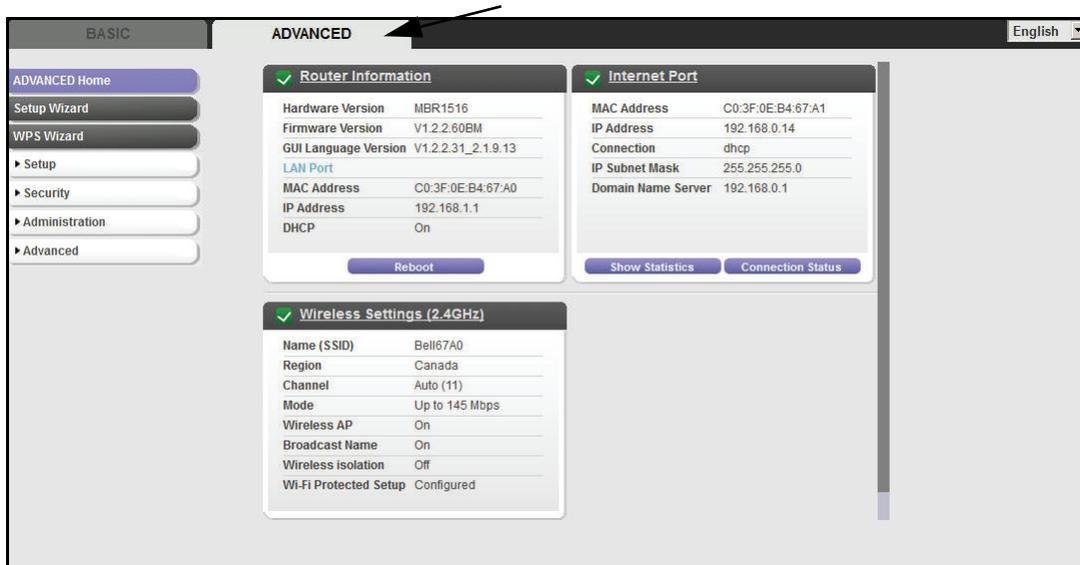 BASIC
ADVANCED
English
ADVANCED Home
Setup Wizard
WPS Wizard
Setup
Security
Administration
Advanced
Router Information
Hardware Version MBR1516
Firmware Version V1.2.2.60BM
GUI Language Version V1.2.2.31_2.1.9.13
LAN Port
MAC Address C0:3F:0E:B4:67:A0
IP Address 192.168.1.1
DHCP On
Reboot
Internet Port
MAC Address C0:3F:0E:B4:67:A1
IP Address 192.168.0.14
Connection dhcp
IP Subnet Mask 255.255.255.0
Domain Name Server 192.168.0.1
Show Statistics
Connection Status
Wireless Settings (2.4GHz)
Name (SSID) Bell67A0
Region Canada
Channel Auto (11)
Mode Up to 145 Mbps
Wireless AP On
Broadcast Name On
Wireless isolation Off
Wi-Fi Protected Setup Configured